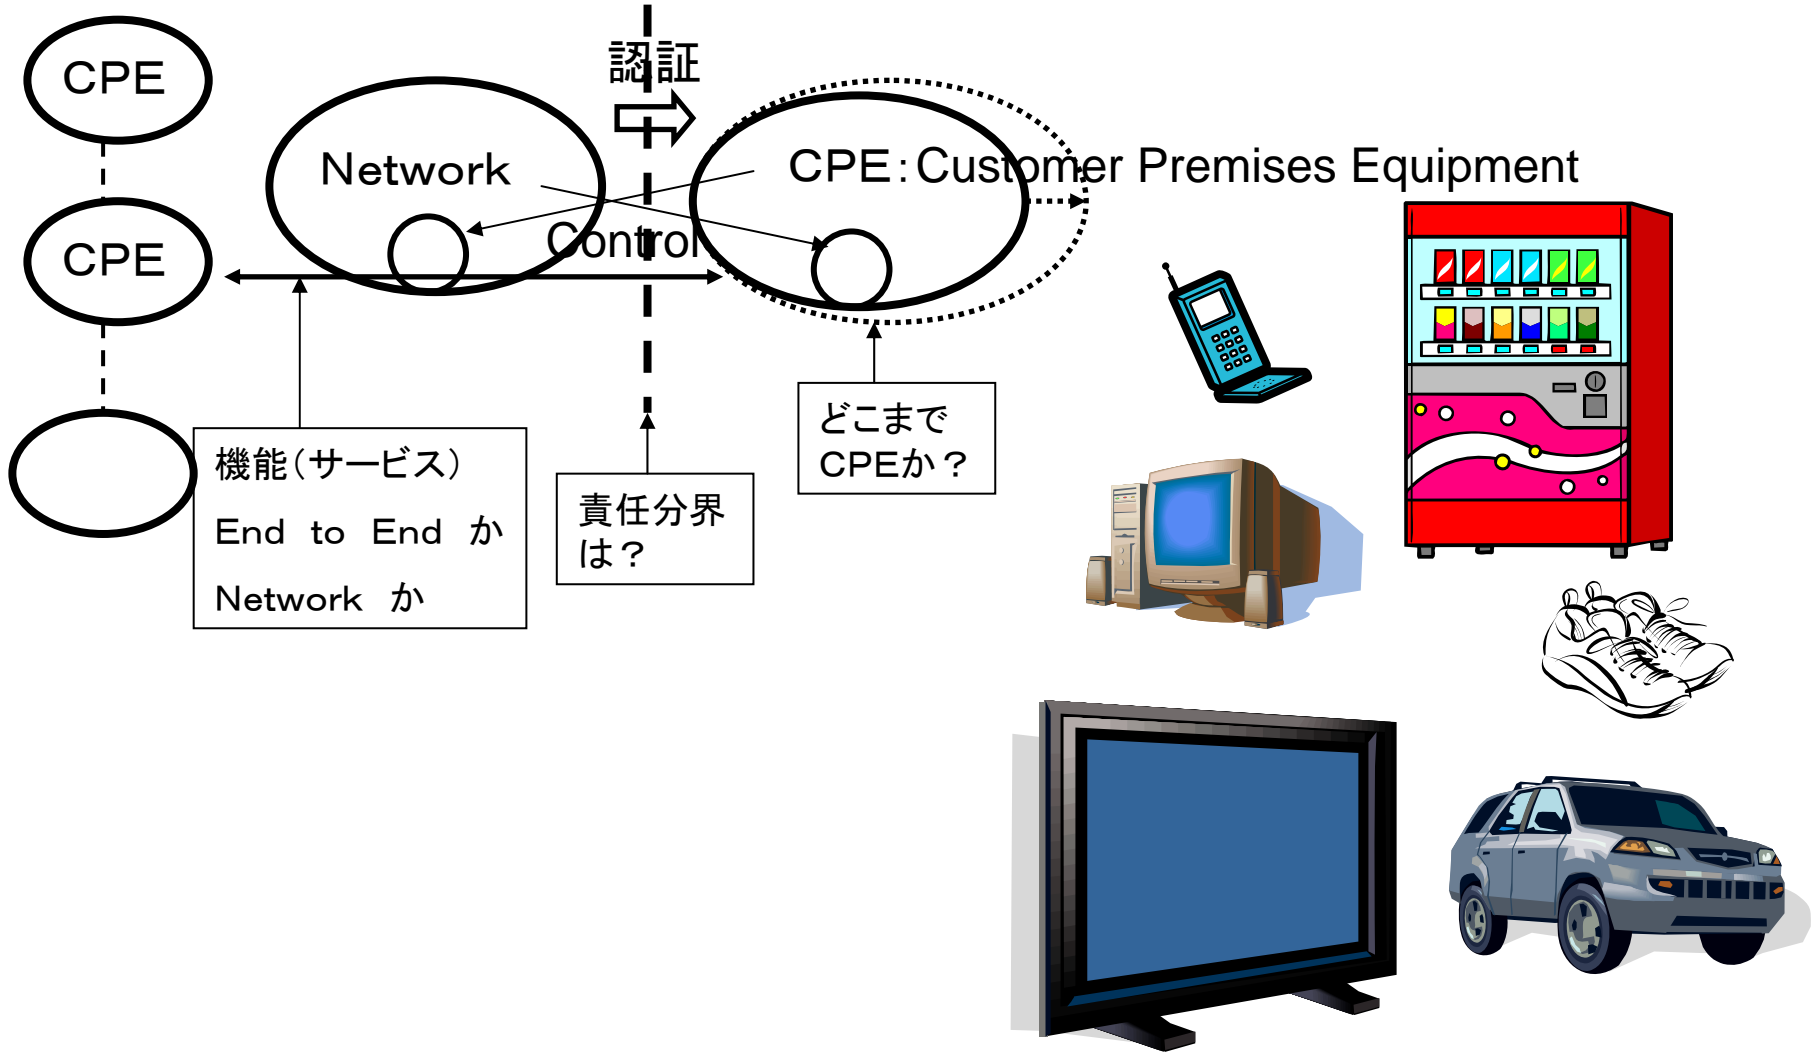 CPE
認証
Network
CPE：Customer Premises Equipment
CPE
Control
機能（サービス）
End to End か
Network か
責任分界
は？
どこまで
CPEか？